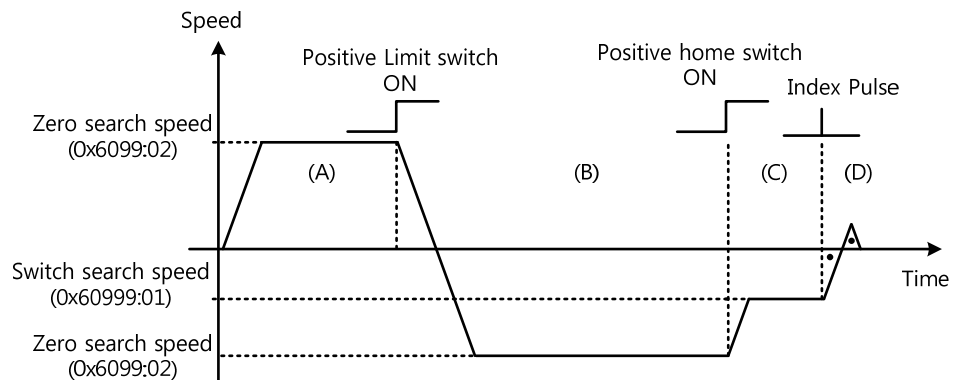 Speed
Positive Limit switch
ON
Positive home switch
ON
Index Pulse
Zero search speed
(0x6099:02)
(A)
(B)
(C)
(D)
Switch search speed
(0x60999:01)
Time
Zero search speed
(0x6099:02)